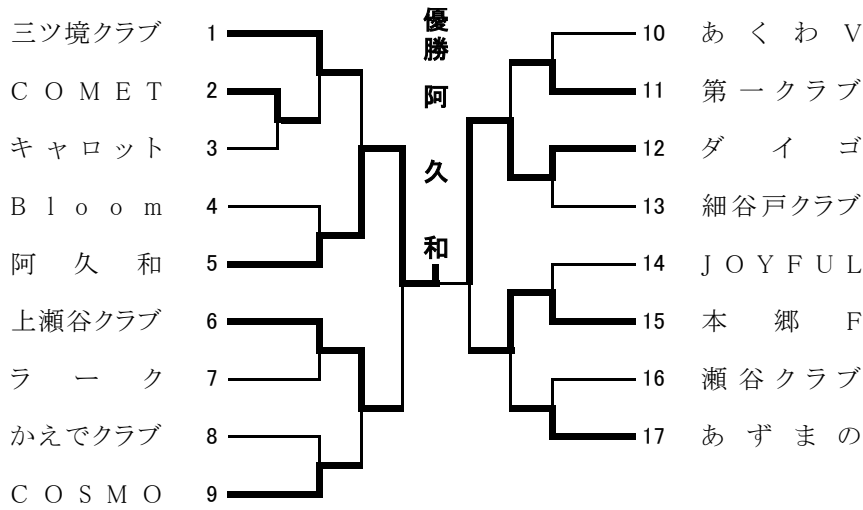 優勝 阿久和
三ツ境クラブ 1
COMET 2
キャロット 3
Bloom 4
阿久和 5
上瀬谷クラブ 6
ラーク 7
かえでクラブ 8
COSMO 9
10 あくわV
11 第一クラブ
12 ダイゴ
13 細谷戸クラブ
14 JOYFUL
15 本郷F
16 瀬谷クラブ
17 あずまの